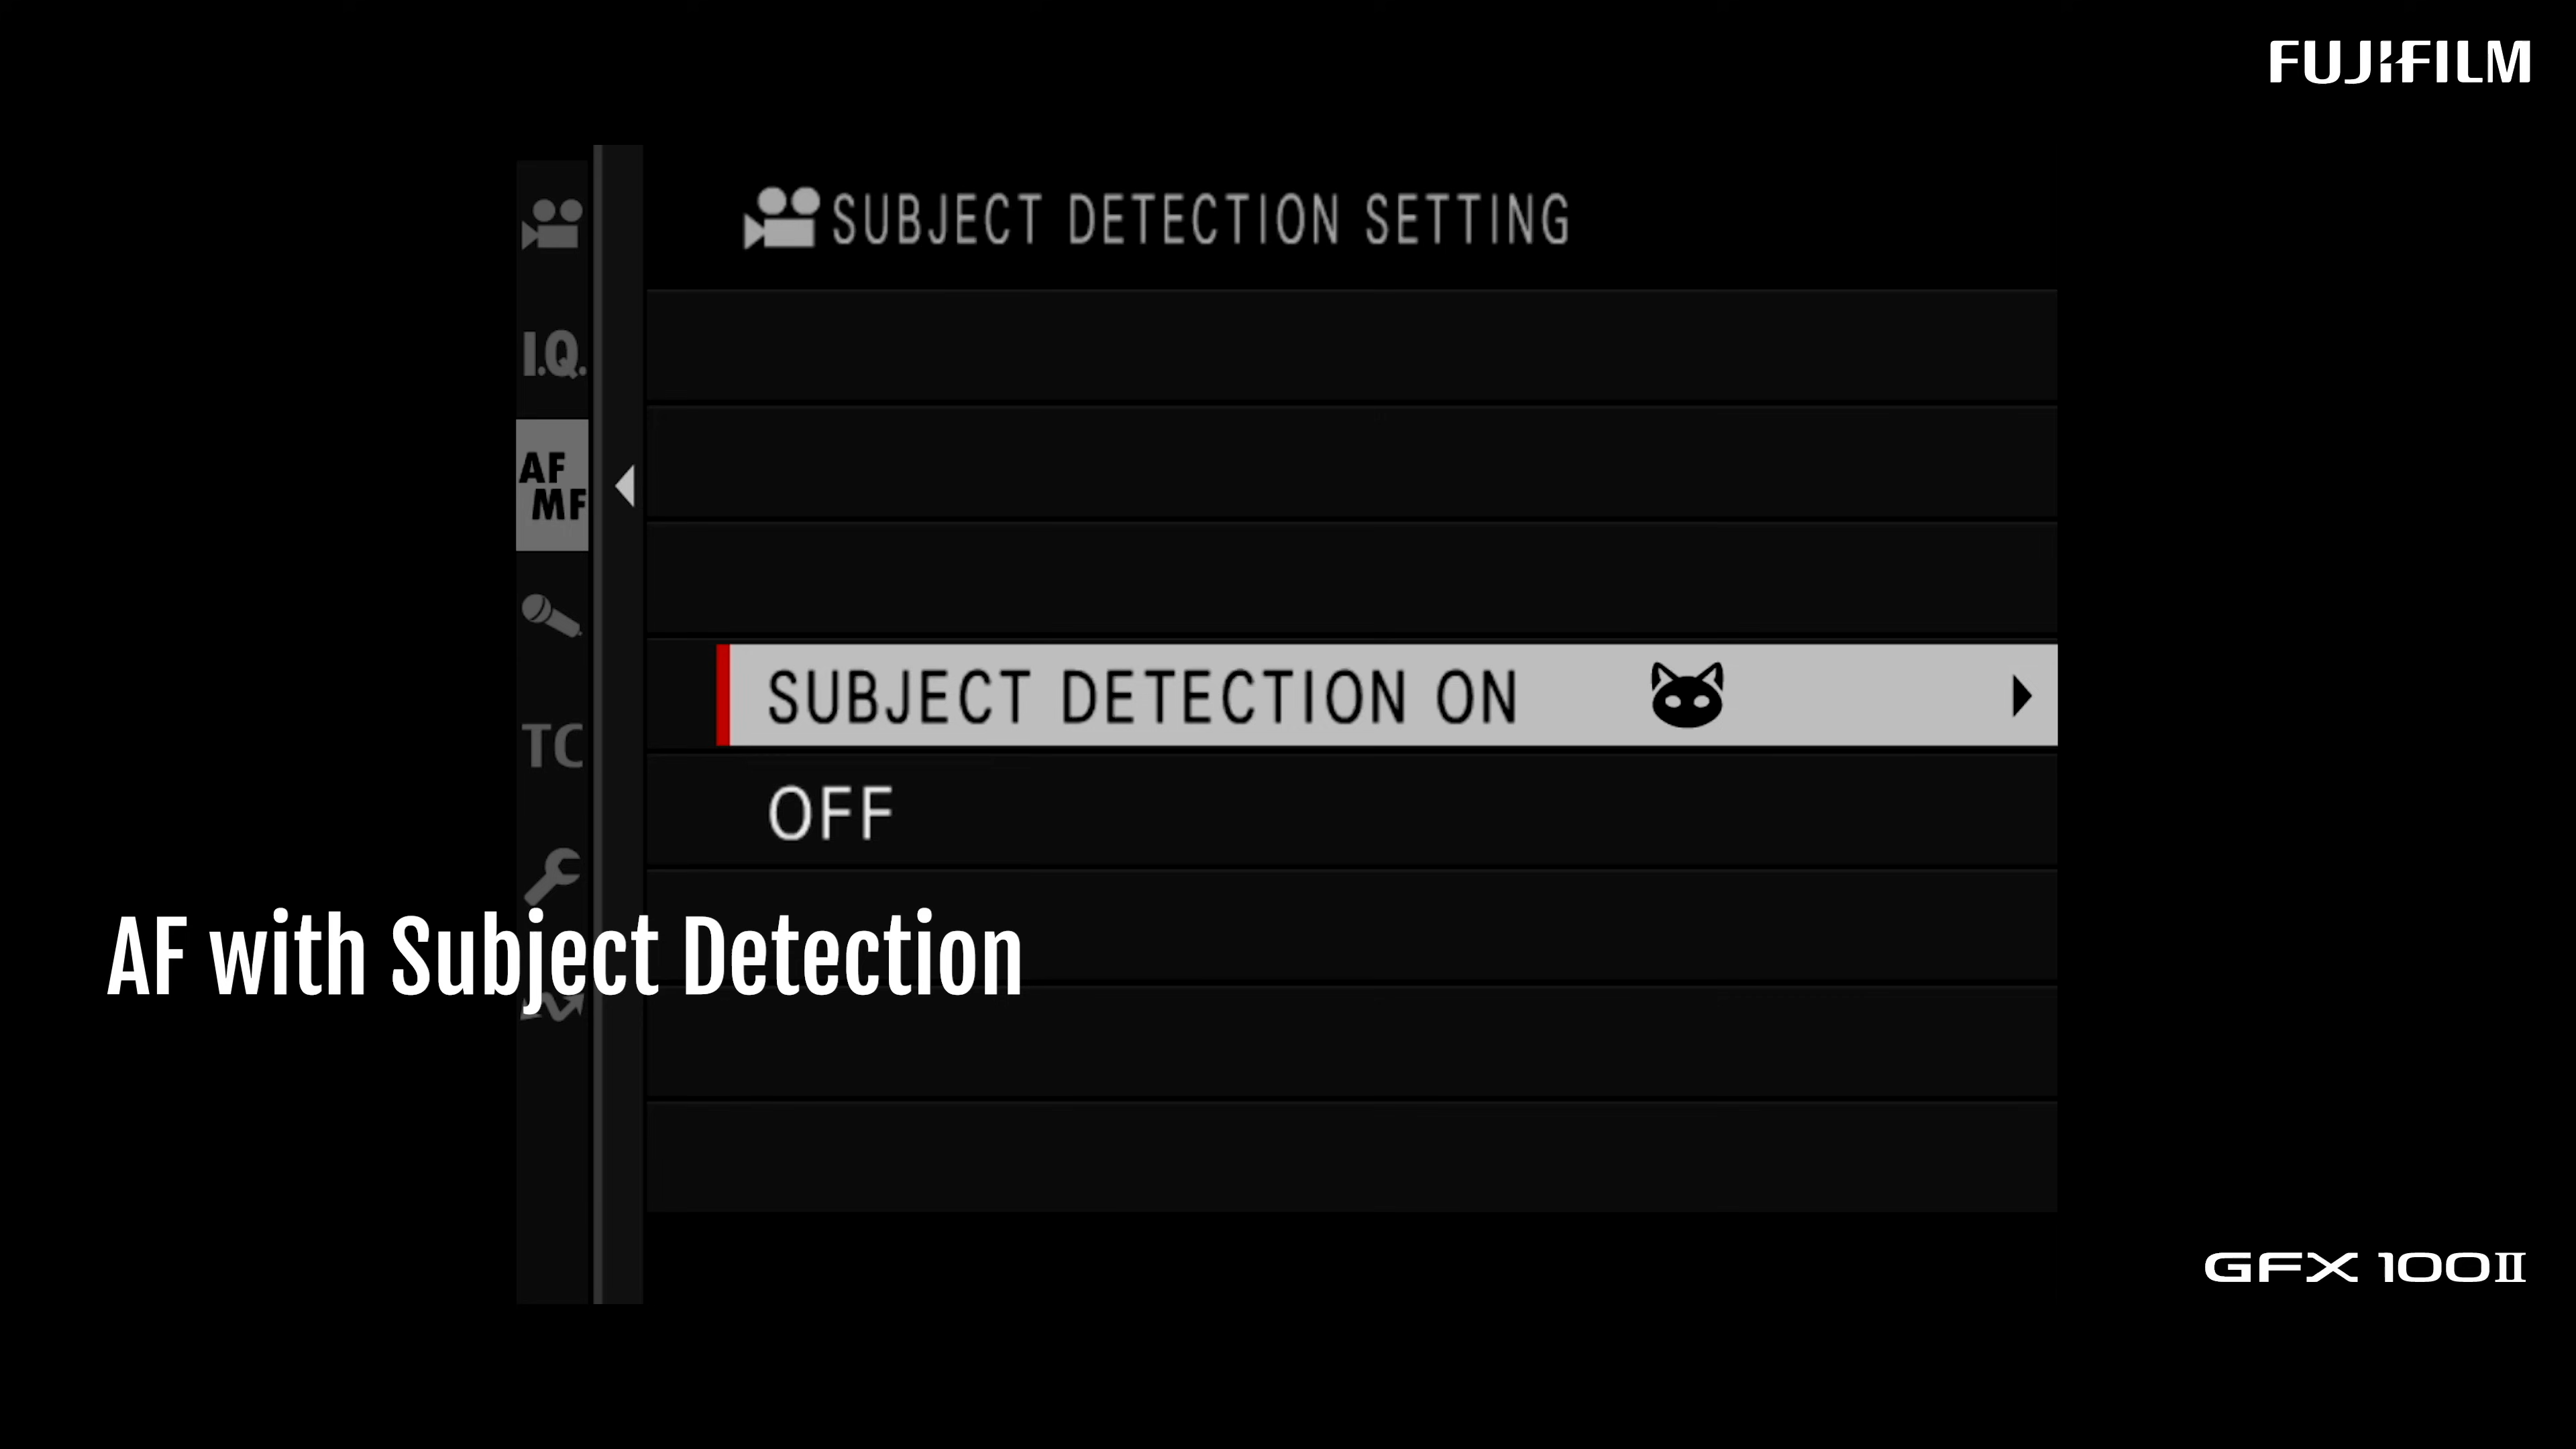 FUJIFILM
SUBJECT DETECTION SETTING
I.Q.
AF
MF
SUBJECT DETECTION ON
TC
OFF
AF with Subject Detection
GFX 100II